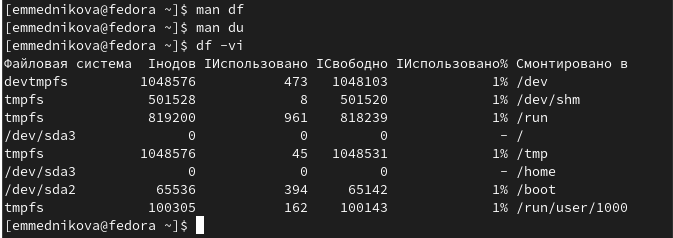 [emmednikova@fedora ~]$ man df
[emmednikova@fedora ~]$ man du
[emmednikova@fedora ~]$ df -vi
Файловая система Iнодов IИспользовано IСвободно IИспользовано% Смонтировано в
devtmpfs 1048576 473 1048103 1% /dev
tmpfs 501528 8 501520 1% /dev/shm
tmpfs 819200 961 818239 1% /run
/dev/sda3 0 0 0 - /
tmpfs 1048576 45 1048531 1% /tmp
/dev/sda3 0 0 0 - /home
/dev/sda2 65536 394 65142 1% /boot
tmpfs 100305 162 100143 1% /run/user/1000
[emmednikova@fedora ~]$